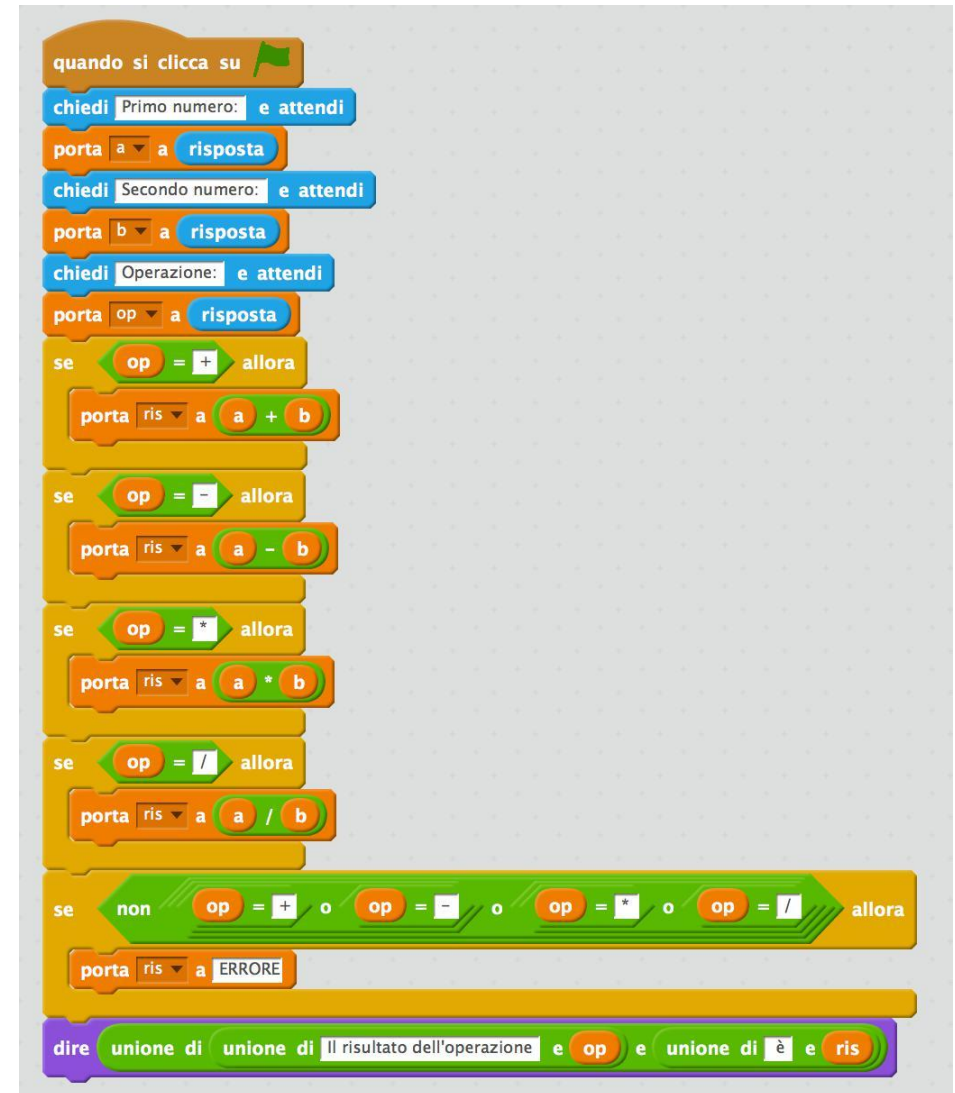 quando si clicca su
chiedi Primo numero: e attendi
porta a a risposta
chiedi Secondo numero: e attendi
porta b a risposta
chiedi Operazione: e attendi
porta op a risposta
se op = + allora
porta ris a a + b
se op = - allora
porta ris a a - b
se op = * allora
porta ris a a * b
se op = / allora
porta ris a a / b
se non op = + o op = - o op = * o op = / allora
porta ris a ERRORE
dire unione di unione di Il risultato dell'operazione e op e unione di è e ris